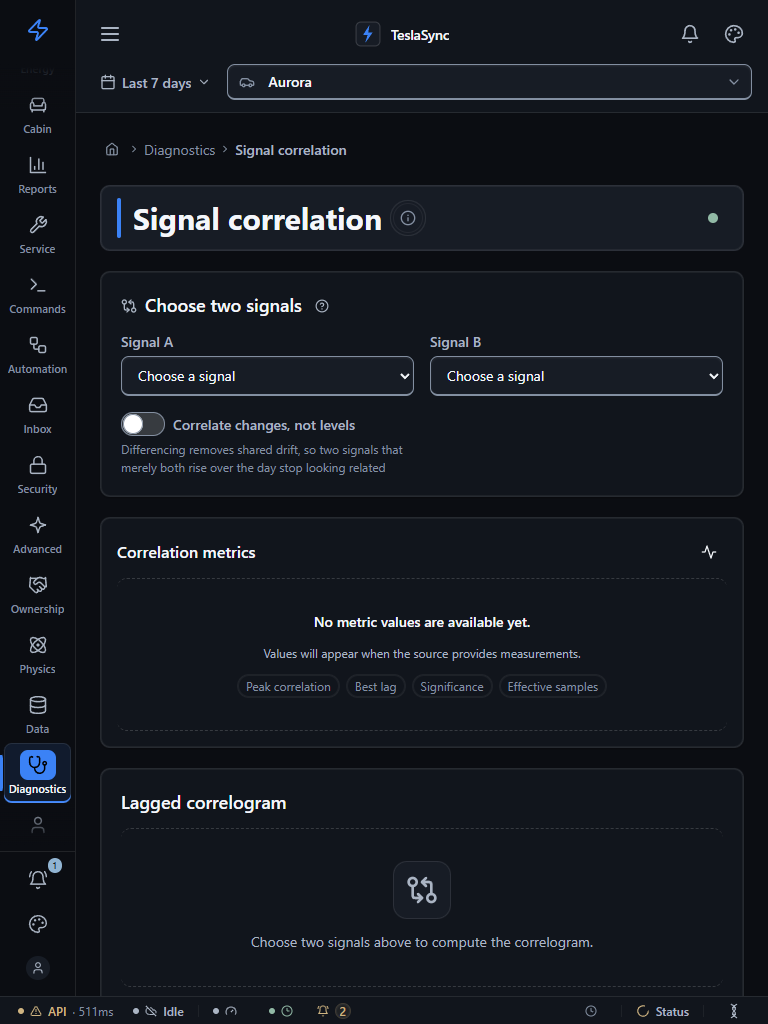 TeslaSync
Last 7 days
Aurora
Energy
Cabin
Reports
Service
Commands
Automation
Inbox
Security
Advanced
Ownership
Physics
Data
Diagnostics
1
Diagnostics
Signal correlation
Signal correlation
Choose two signals
Signal A
Signal B
Choose a signal
Choose a signal
Correlate changes, not levels
Differencing removes shared drift, so two signals that
merely both rise over the day stop looking related
Correlation metrics
No metric values are available yet.
Values will appear when the source provides measurements.
Peak correlation
Best lag
Significance
Effective samples
Lagged correlogram
Choose two signals above to compute the correlogram.
API · 511ms
Idle
2
Status